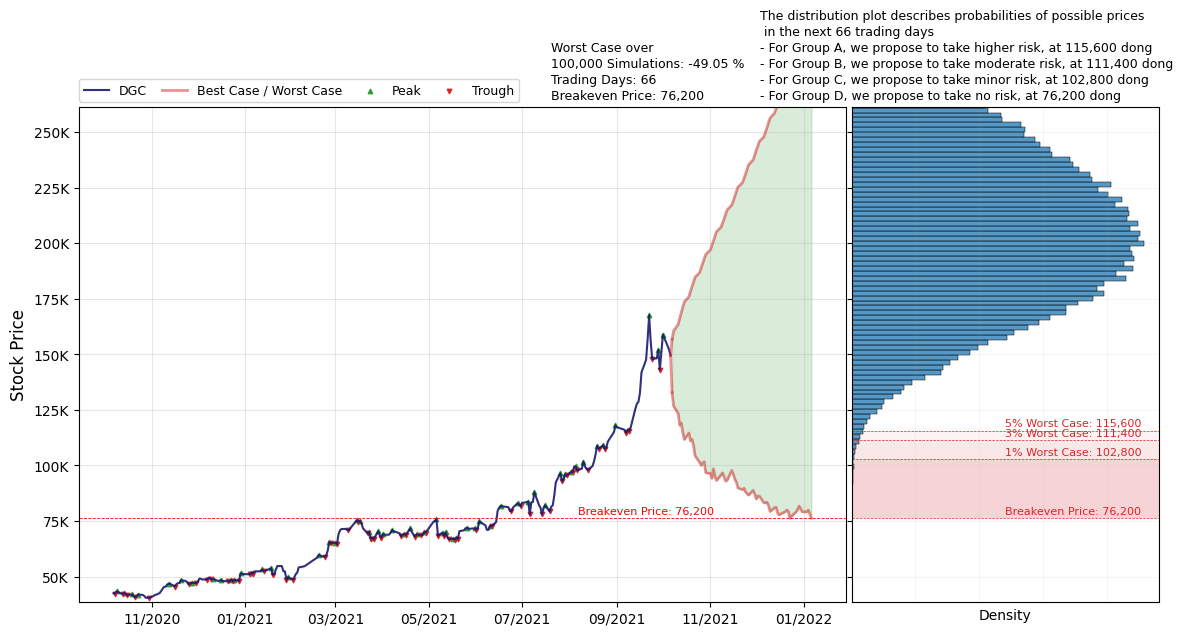 The distribution plot describes probabilities of possible prices
in the next 66 trading days
- For Group A, we propose to take higher risk, at 115,600 dong
- For Group B, we propose to take moderate risk, at 111,400 dong
- For Group C, we propose to take minor risk, at 102,800 dong
- For Group D, we propose to take no risk, at 76,200 dong
Worst Case over
100,000 Simulations: -49.05 %
Trading Days: 66
Breakeven Price: 76,200
DGC Best Case / Worst Case Peak Trough
Stock Price
250K
225K
200K
175K
150K
125K
100K
75K
50K
Breakeven Price: 76,200
5% Worst Case: 115,600
3% Worst Case: 111,400
1% Worst Case: 102,800
Breakeven Price: 76,200
11/2020 01/2021 03/2021 05/2021 07/2021 09/2021 11/2021 01/2022
Density